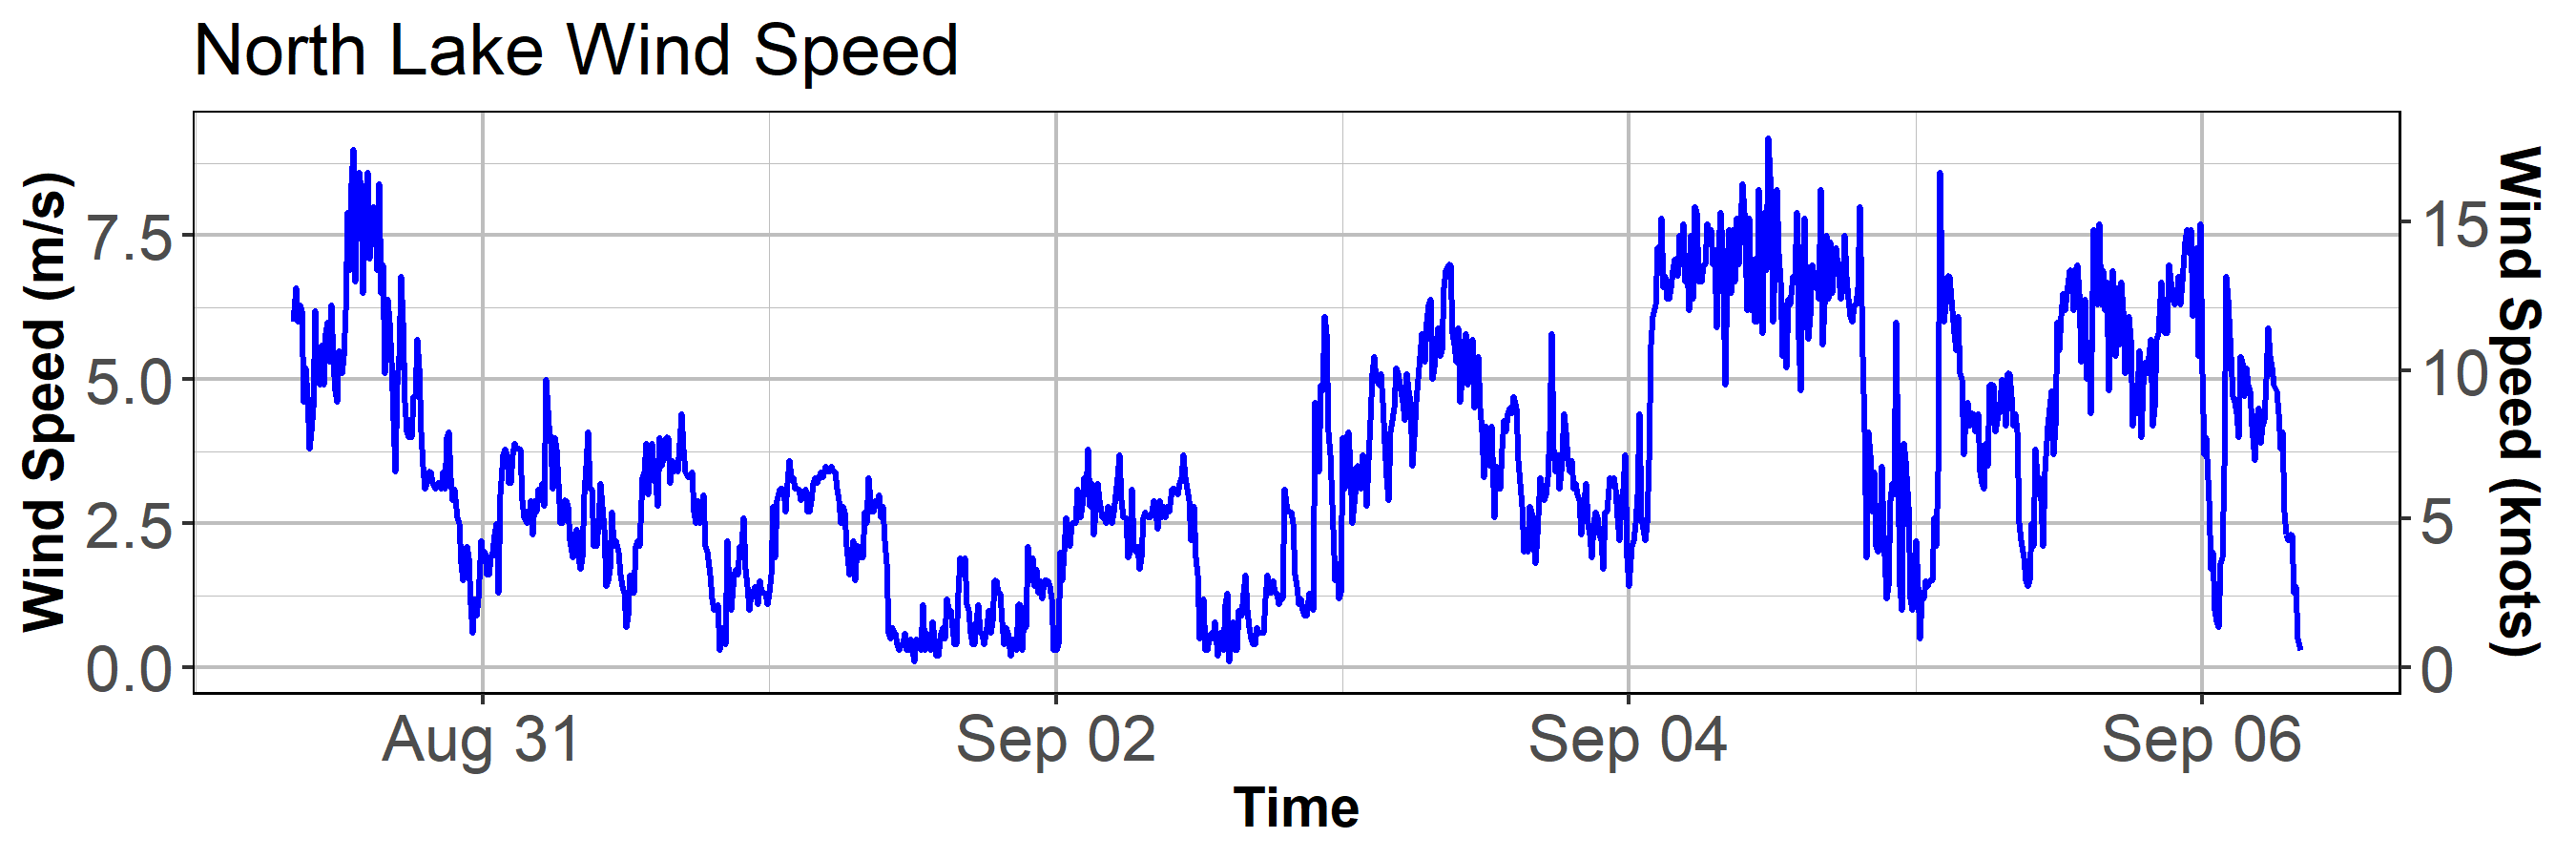 North Lake Wind Speed
Wind Speed (m/s)
7.5
5.0
2.5
0.0
15
10
5
0
Wind Speed (knots)
Aug 31
Sep 02
Sep 04
Sep 06
Time